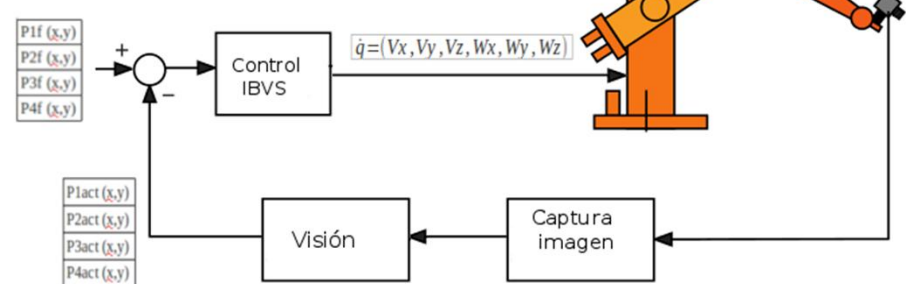 P1f (x,y)
P2f (x,y)
P3f (x,y)
P4f (x,y)
+
−
Control
IBVS
q̇=(Vx,Vy,Vz,Wx,Wy,Wz)
P1act (x,y)
P2act (x,y)
P3act (x,y)
P4act (x,y)
Visión
Captura
imagen